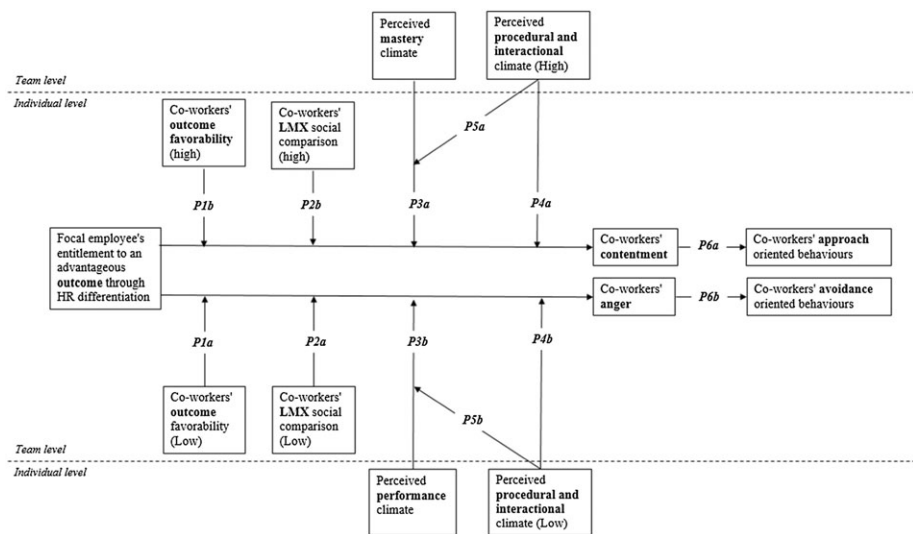 Perceived
mastery
climate
Perceived
procedural and
interactional
climate (High)
Team level
Individual level
Co-workers'
outcome
favorability
(high)
Co-workers'
LMX social
comparison
(high)
P5a
P1b
P2b
P3a
P4a
Focal employee's
entitlement to an
advantageous
outcome through
HR differentiation
Co-workers'
contentment
P6a
Co-workers' approach
oriented behaviours
Co-workers'
anger
P6b
Co-workers' avoidance
oriented behaviours
P1a
P2a
P3b
P4b
Co-workers'
outcome
favorability
(Low)
Co-workers'
LMX social
comparison
(Low)
P5b
Team level
Individual level
Perceived
performance
climate
Perceived
procedural and
interactional
climate (Low)